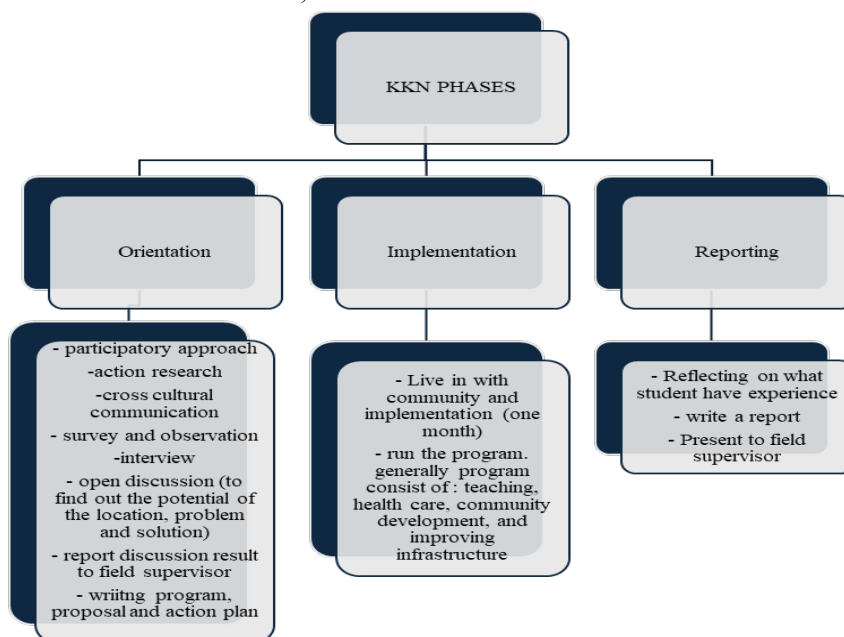 KKN PHASES
Orientation
Implementation
Reporting
- participatory approach
-action research
-cross cultural
communication
- survey and observation
-interview
- open discussion (to
find out the potential of
the location, problem
and solution)
- report discussion result
to field supervisor
- wriitng program,
proposal and action plan
- Live in with
community and
implementation (one
month)
- run the program.
generally program
consist of : teaching,
health care, community
development, and
improving
infrastructure
- Reflecting on what
student have experience
- write a report
- Present to field
supervisor